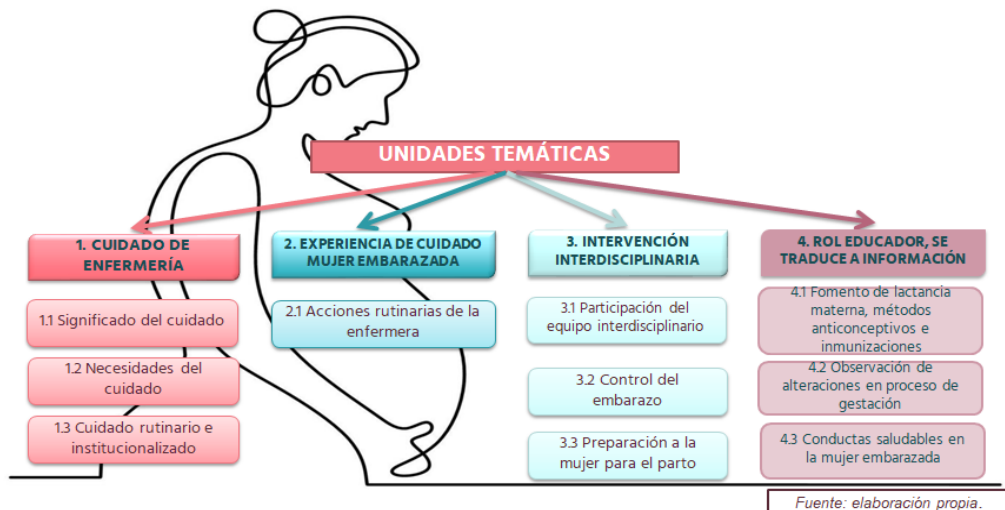 UNIDADES TEMÁTICAS
1. CUIDADO DE
ENFERMERÍA
1.1 Significado del cuidado
1.2 Necesidades del
cuidado
1.3 Cuidado rutinario e
institucionalizado
2. EXPERIENCIA DE CUIDADO
MUJER EMBARAZADA
2.1 Acciones rutinarias de la
enfermera
3. INTERVENCIÓN
INTERDISCIPLINARIA
3.1 Participación del
equipo interdisciplinario
3.2 Control del
embarazo
3.3 Preparación a la
mujer para el parto
4. ROL EDUCADOR, SE
TRADUCE A INFORMACIÓN
4.1 Fomento de lactancia
materna, métodos
anticonceptivos e
inmunizaciones
4.2 Observación de
alteraciones en proceso de
gestación
4.3 Conductas saludables en
la mujer embarazada
Fuente: elaboración propia.